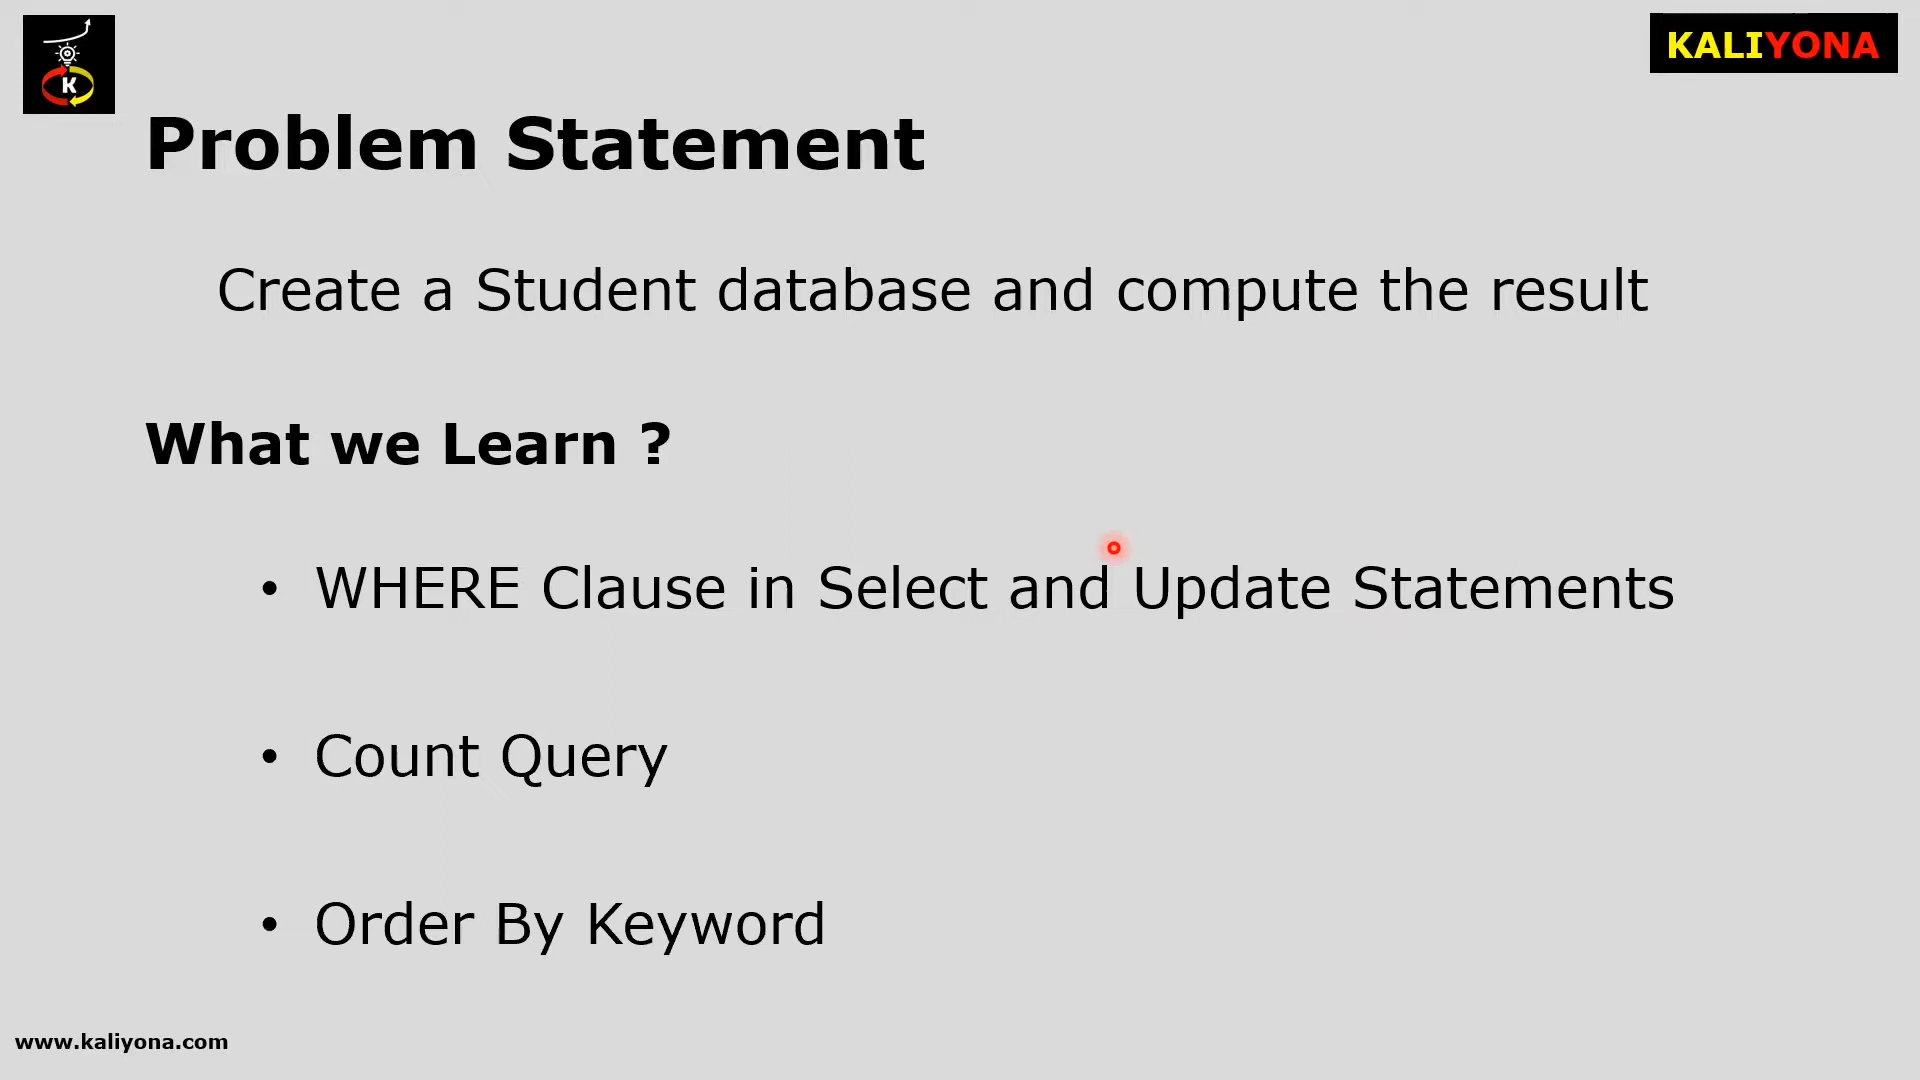 K
KALIYONA
Problem Statement
Create a Student database and compute the result
What we Learn ?
• WHERE Clause in Select and Update Statements
• Count Query
• Order By Keyword
www.kaliyona.com